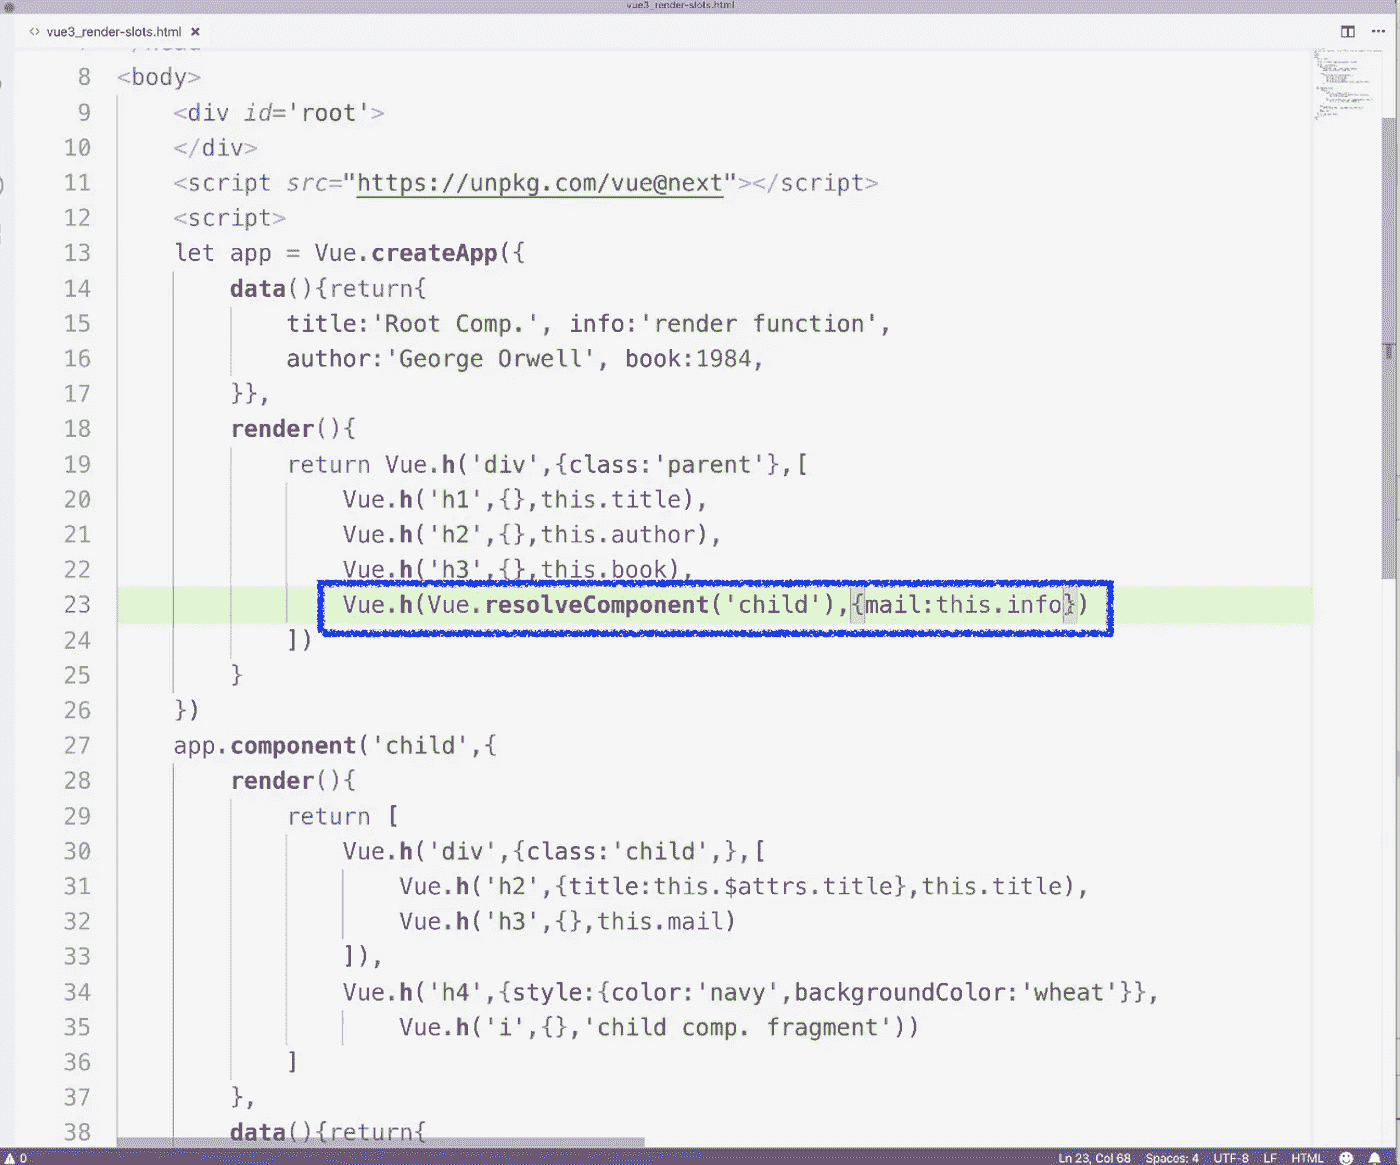 vue3_render-slots.html
<> vue3_render-slots.html ×
8 <body>
9 <div id='root'>
10 </div>
11 <script src="https://unpkg.com/vue@next"></script>
12 <script>
13 let app = Vue.createApp({
14 data(){return{
15 title:'Root Comp.', info:'render function',
16 author:'George Orwell', book:1984,
17 }},
18 render(){
19 return Vue.h('div',{class:'parent'},[
20 Vue.h('h1',{},this.title),
21 Vue.h('h2',{},this.author),
22 Vue.h('h3',{},this.book),
23 Vue.h(Vue.resolveComponent('child'),{mail:this.info})
24 ])
25 }
26 })
27 app.component('child',{
28 render(){
29 return [
30 Vue.h('div',{class:'child',},[
31 Vue.h('h2',{title:this.$attrs.title},this.title),
32 Vue.h('h3',{},this.mail)
33 ]),
34 Vue.h('h4',{style:{color:'navy',backgroundColor:'wheat'}},
35 Vue.h('i',{},'child comp. fragment'))
36 ]
37 },
38 data(){return{
0 Ln 23, Col 68 Spaces: 4 UTF-8 LF HTML